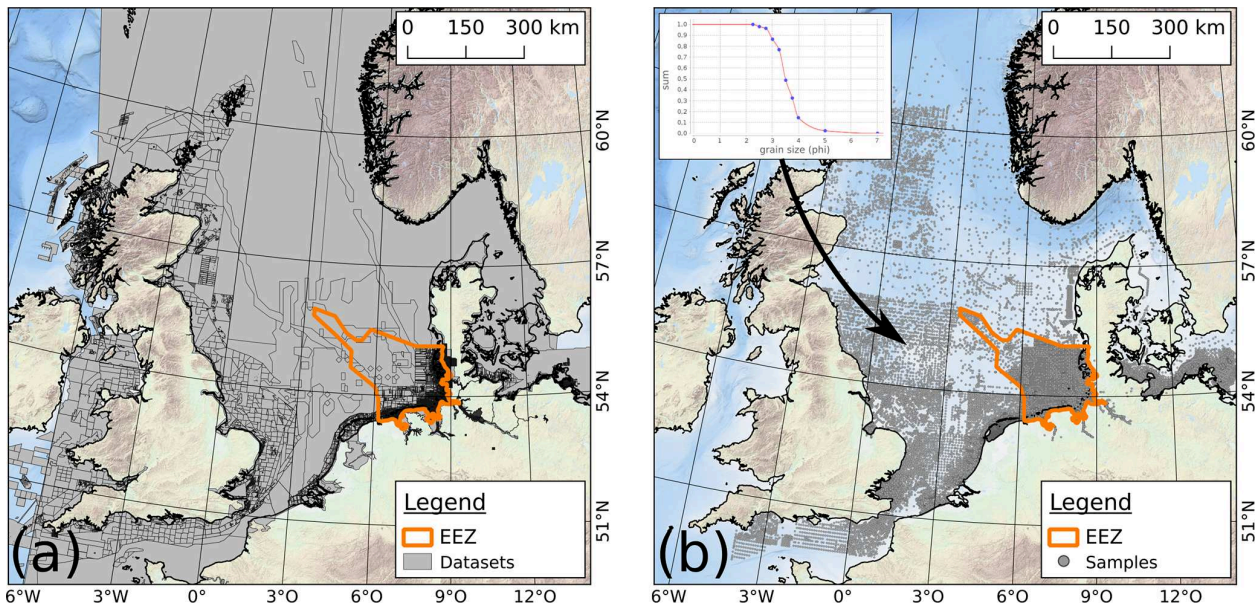 0 150 300 km
60°N
57°N
54°N
51°N
Legend
EEZ
Datasets
(a)
6°W 3°W 0° 3°O 6°O 9°O 12°O
0 150 300 km
1,0
0,9
0,8
0,7
0,6
0,5
0,4
0,3
0,2
0,1
0,0
sum
0 1 2 3 4 5 6 7
grain size (phi)
60°N
57°N
54°N
51°N
Legend
EEZ
Samples
(b)
6°W 3°W 0° 3°O 6°O 9°O 12°O